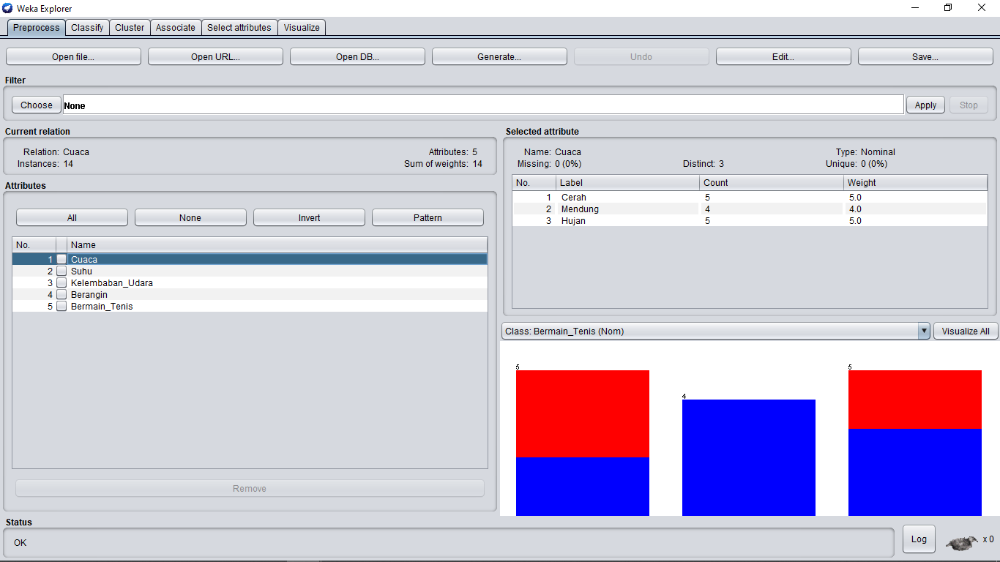 Weka Explorer
Preprocess Classify Cluster Associate Select attributes Visualize
Open file... Open URL... Open DB... Generate... Undo Edit... Save...
Filter
Choose None Apply Stop
Current relation
Relation: Cuaca Attributes: 5
Instances: 14 Sum of weights: 14
Attributes
All None Invert Pattern
No. Name
1 Cuaca
2 Suhu
3 Kelembaban_Udara
4 Berangin
5 Bermain_Tenis
Remove
Selected attribute
Name: Cuaca Type: Nominal
Missing: 0 (0%) Distinct: 3 Unique: 0 (0%)
No. Label Count Weight
1 Cerah 5 5.0
2 Mendung 4 4.0
3 Hujan 5 5.0
Class: Bermain_Tenis (Nom) Visualize All
5 4 5
Status
OK Log x 0